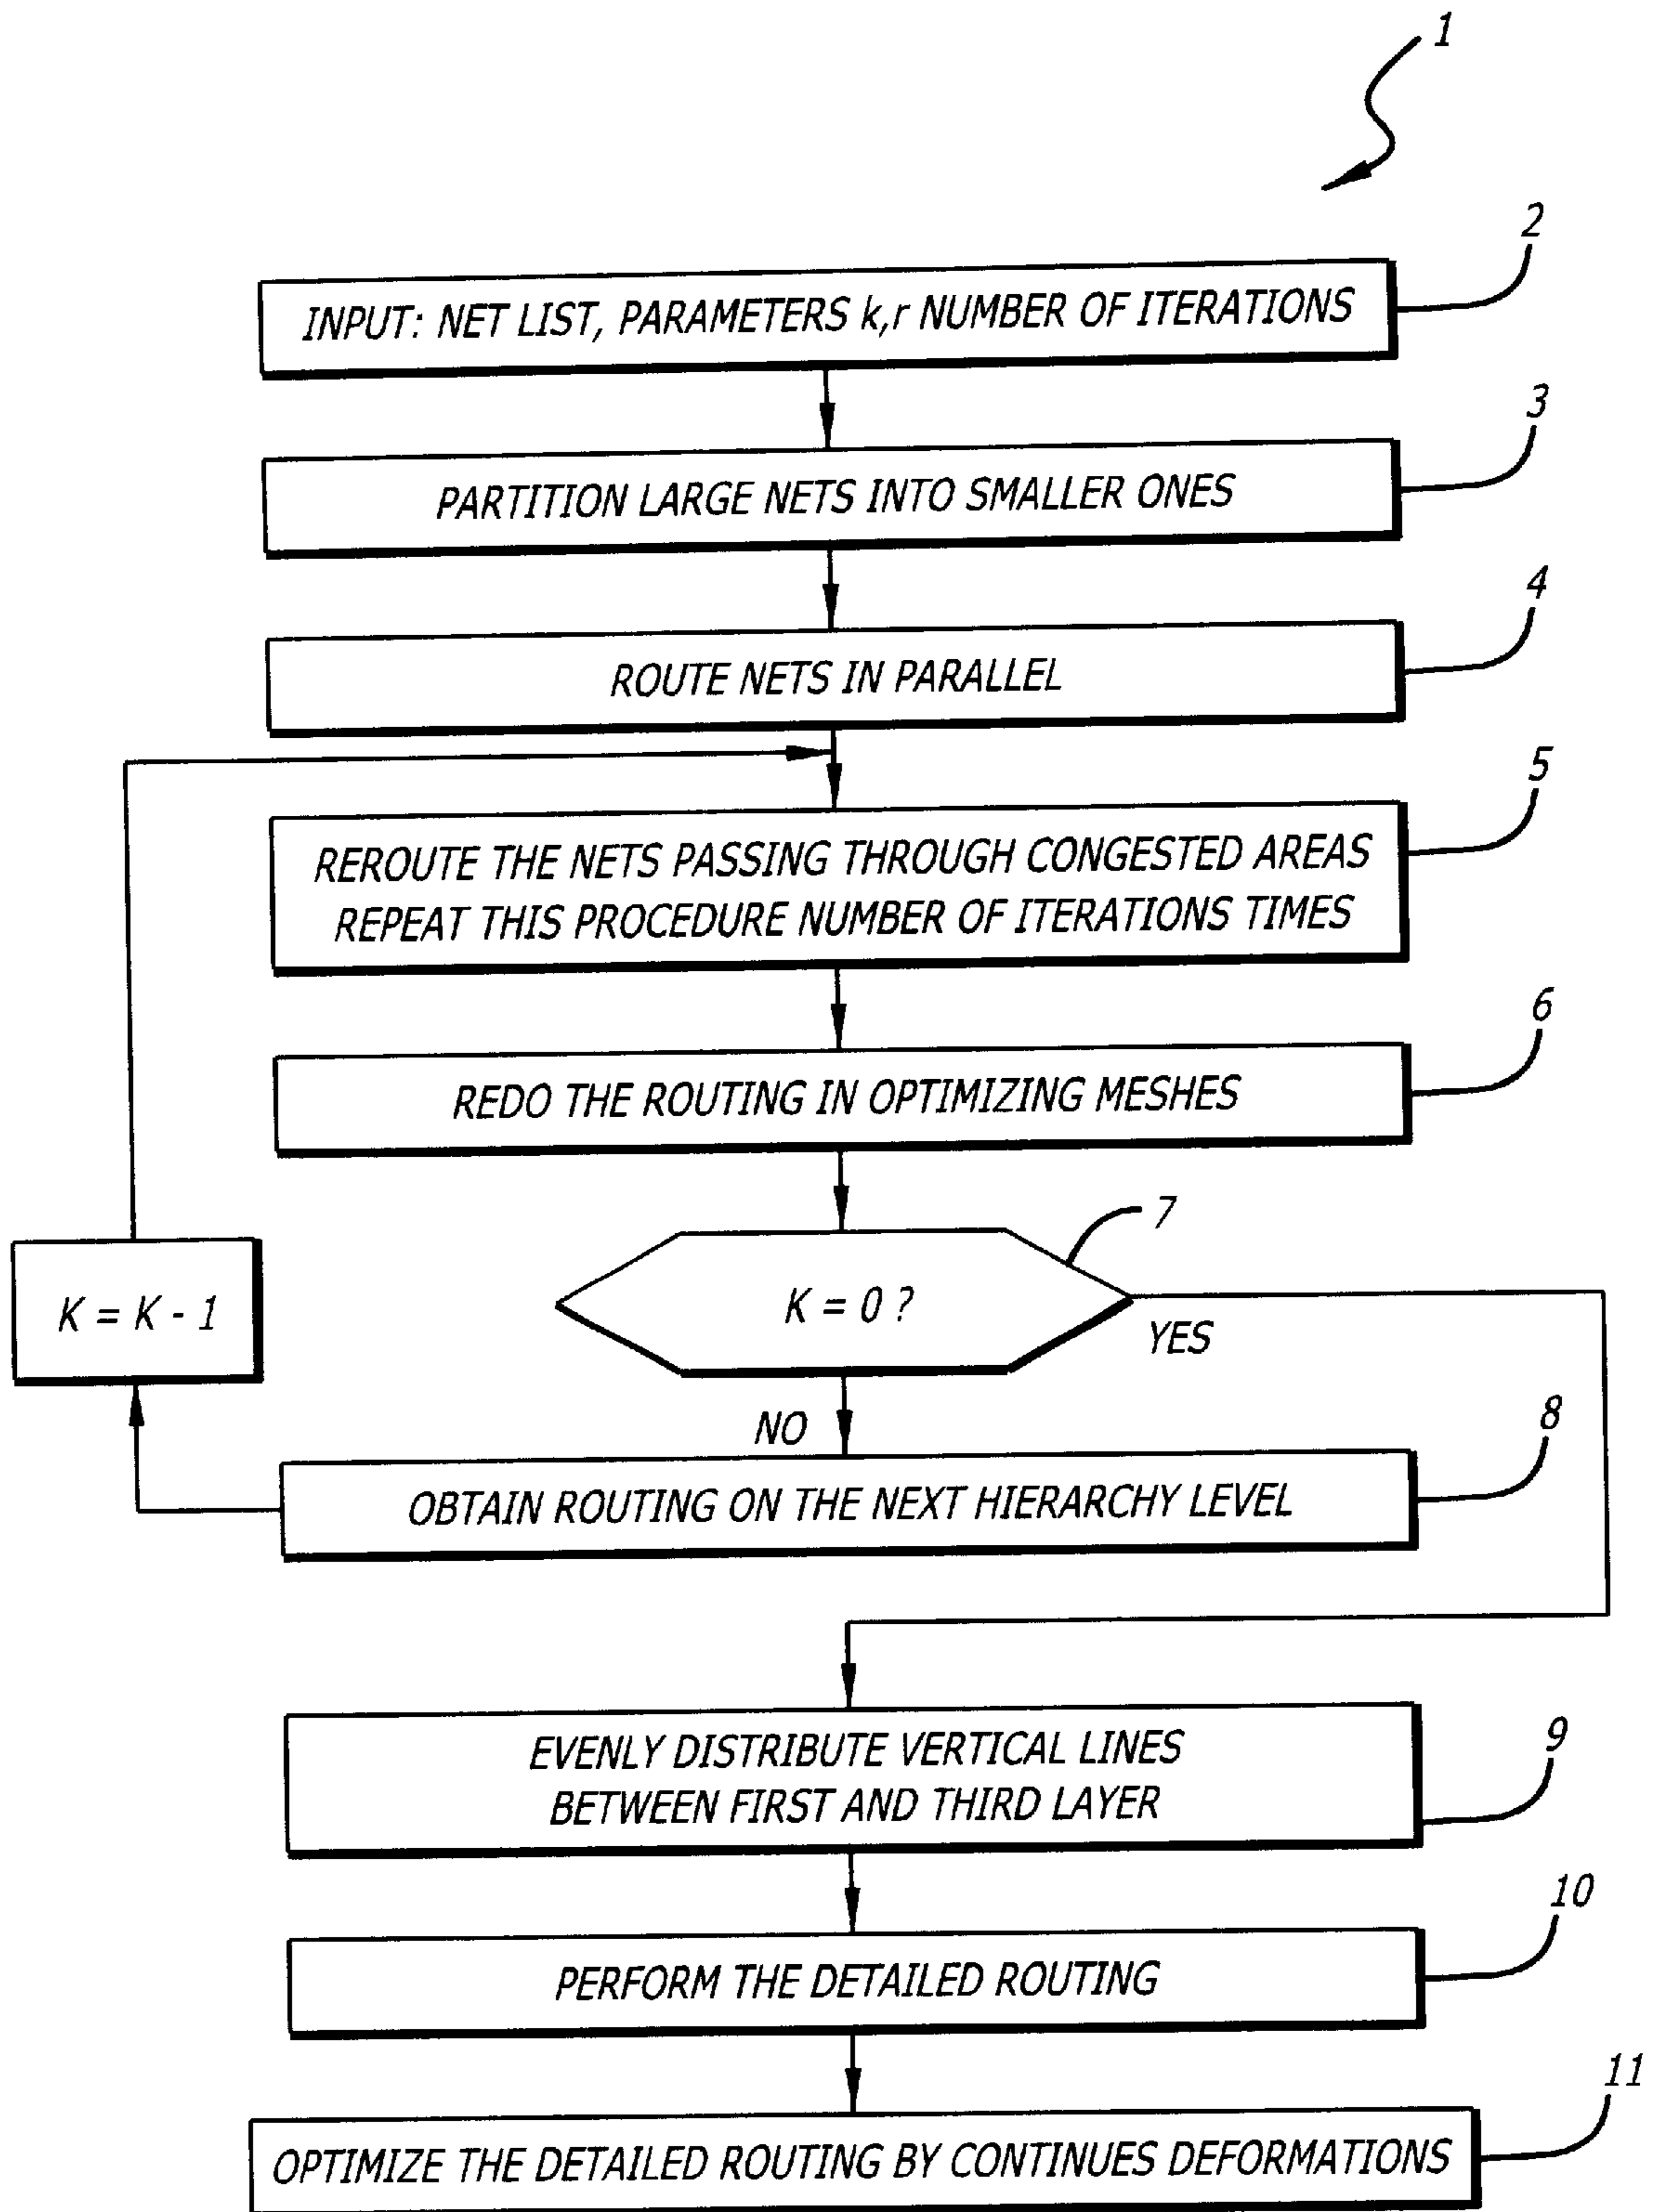 1
2
INPUT: NET LIST, PARAMETERS k,r NUMBER OF ITERATIONS
3
PARTITION LARGE NETS INTO SMALLER ONES
4
ROUTE NETS IN PARALLEL
5
REROUTE THE NETS PASSING THROUGH CONGESTED AREAS
REPEAT THIS PROCEDURE NUMBER OF ITERATIONS TIMES
6
REDO THE ROUTING IN OPTIMIZING MESHES
7
K = K - 1
K = 0 ?
YES
NO
8
OBTAIN ROUTING ON THE NEXT HIERARCHY LEVEL
9
EVENLY DISTRIBUTE VERTICAL LINES
BETWEEN FIRST AND THIRD LAYER
10
PERFORM THE DETAILED ROUTING
11
OPTIMIZE THE DETAILED ROUTING BY CONTINUES DEFORMATIONS